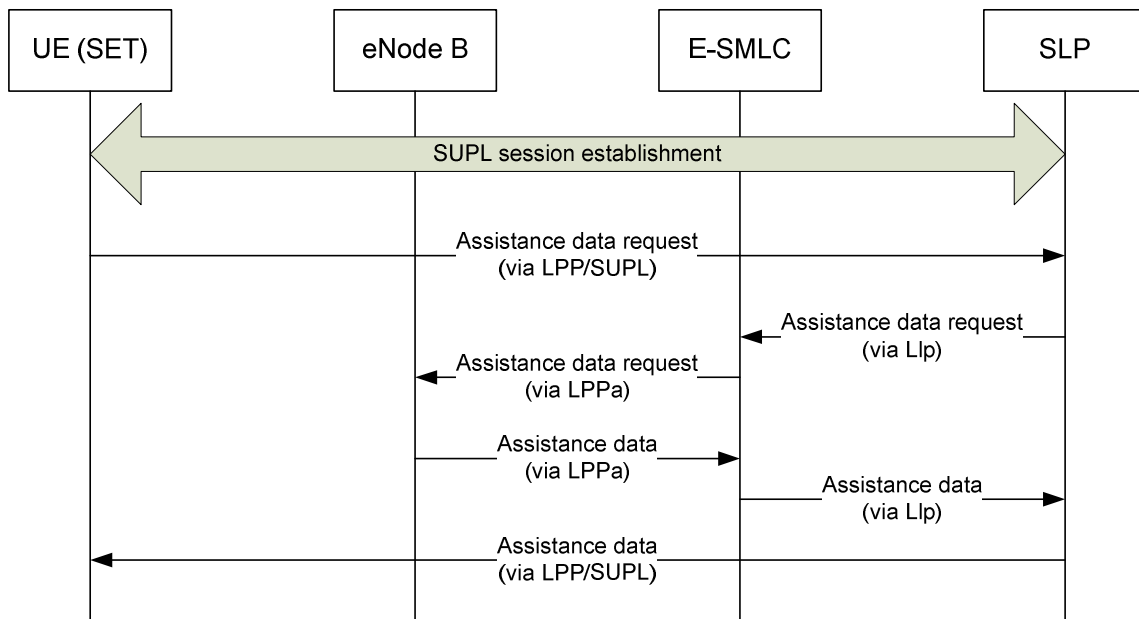 UE (SET)
eNode B
E-SMLC
SLP
SUPL session establishment
Assistance data request
(via LPP/SUPL)
Assistance data request
(via Llp)
Assistance data request
(via LPPa)
Assistance data
(via LPPa)
Assistance data
(via Llp)
Assistance data
(via LPP/SUPL)